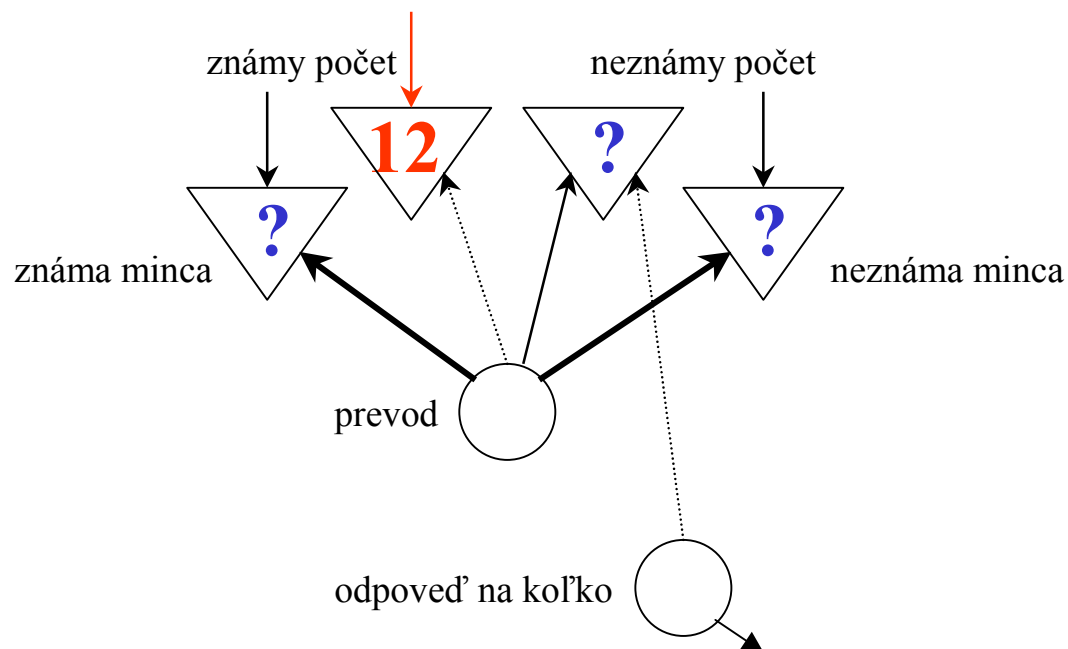 známy počet
neznámy počet
12
?
?
?
známa minca
neznáma minca
prevod
odpoveď na koľko